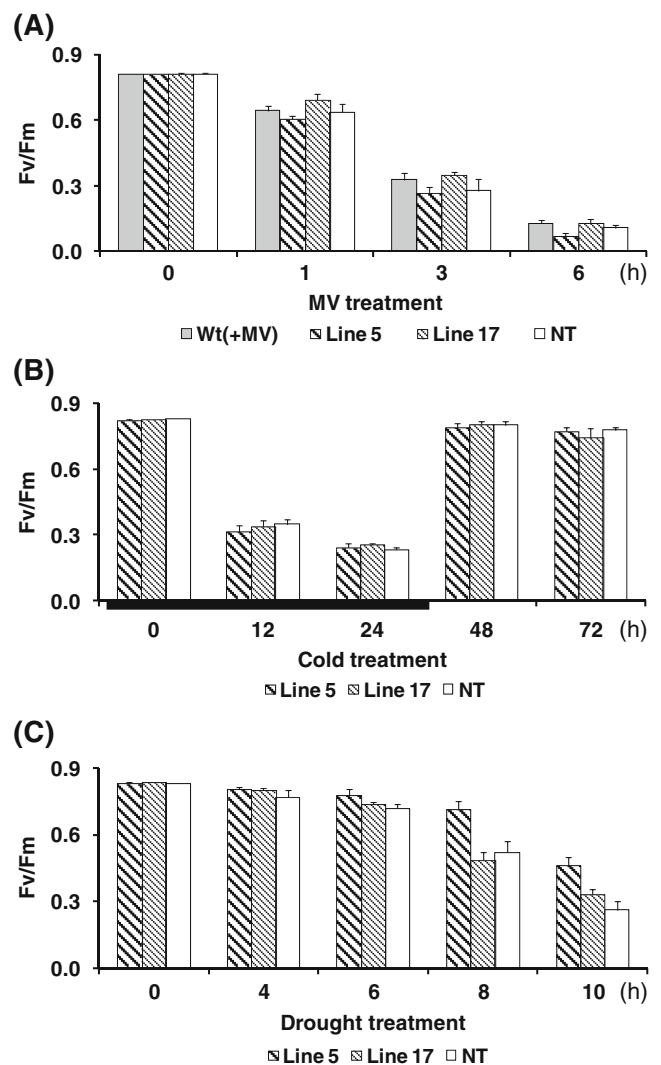 (A)
0.9
0.6
0.3
0.0
Fv/Fm
0 1 3 6 (h)
MV treatment
Wt(+MV) Line 5 Line 17 NT
(B)
0.9
0.6
0.3
0.0
Fv/Fm
0 12 24 48 72 (h)
Cold treatment
Line 5 Line 17 NT
(C)
0.9
0.6
0.3
0.0
Fv/Fm
0 4 6 8 10 (h)
Drought treatment
Line 5 Line 17 NT